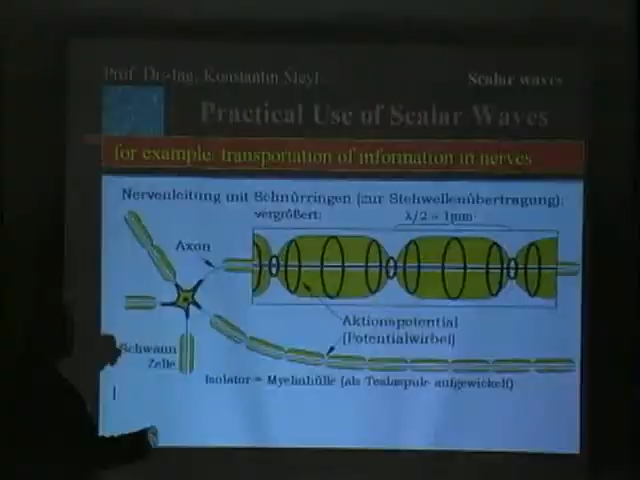 Prof. Dr.-Ing. Konstantin Meyl
Scalar waves
Practical Use of Scalar Waves
for example: transportation of information in nerves
Nervenleitung mit Schnürringen (zur Stehwellenübertragung):
vergrößert:
λ/2 = 1mm
Axon
Aktionspotential
(Potentialwirbel)
Schwann
Zelle
Isolator = Myelinhülle (als Teslaspule aufgewickelt)